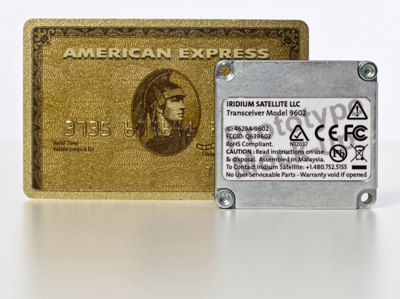 AMERICAN EXPRESS
IRIDIUM SATELLITE LLC
Transceiver Model 9602
IC: 4629A-9602
FCCID: Q639602
RoHS Compliant. N12037
CAUTION: Read instructions on use
& disposal. Assembled in Malaysia.
To Contact Iridium Satellite: +1.480.752.5155
No User Serviceable Parts - Warranty void if opened